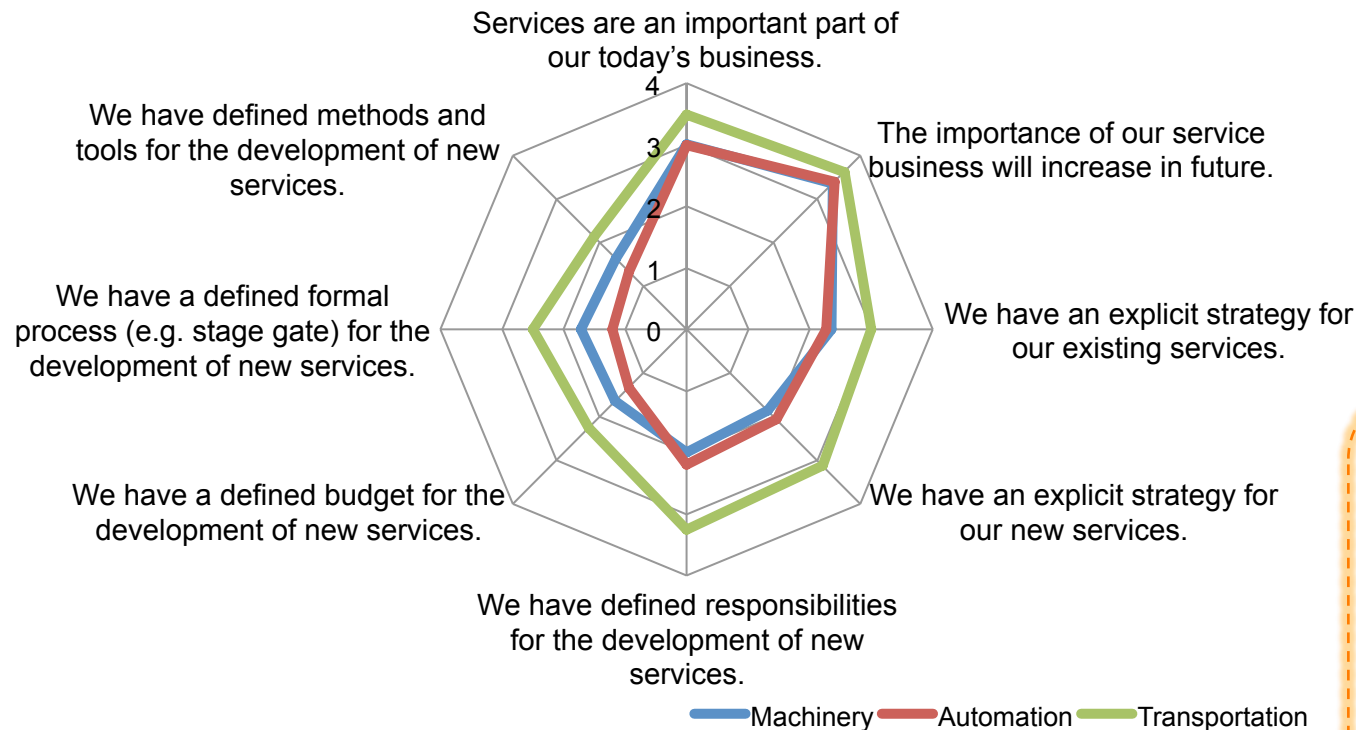 Services are an important part of
our today’s business.
The importance of our service
business will increase in future.
We have an explicit strategy for
our existing services.
We have an explicit strategy for
our new services.
We have defined responsibilities
for the development of new
services.
We have a defined budget for the
development of new services.
We have a defined formal
process (e.g. stage gate) for the
development of new services.
We have defined methods and
tools for the development of new
services.
4
3
2
1
0
Machinery
Automation
Transportation